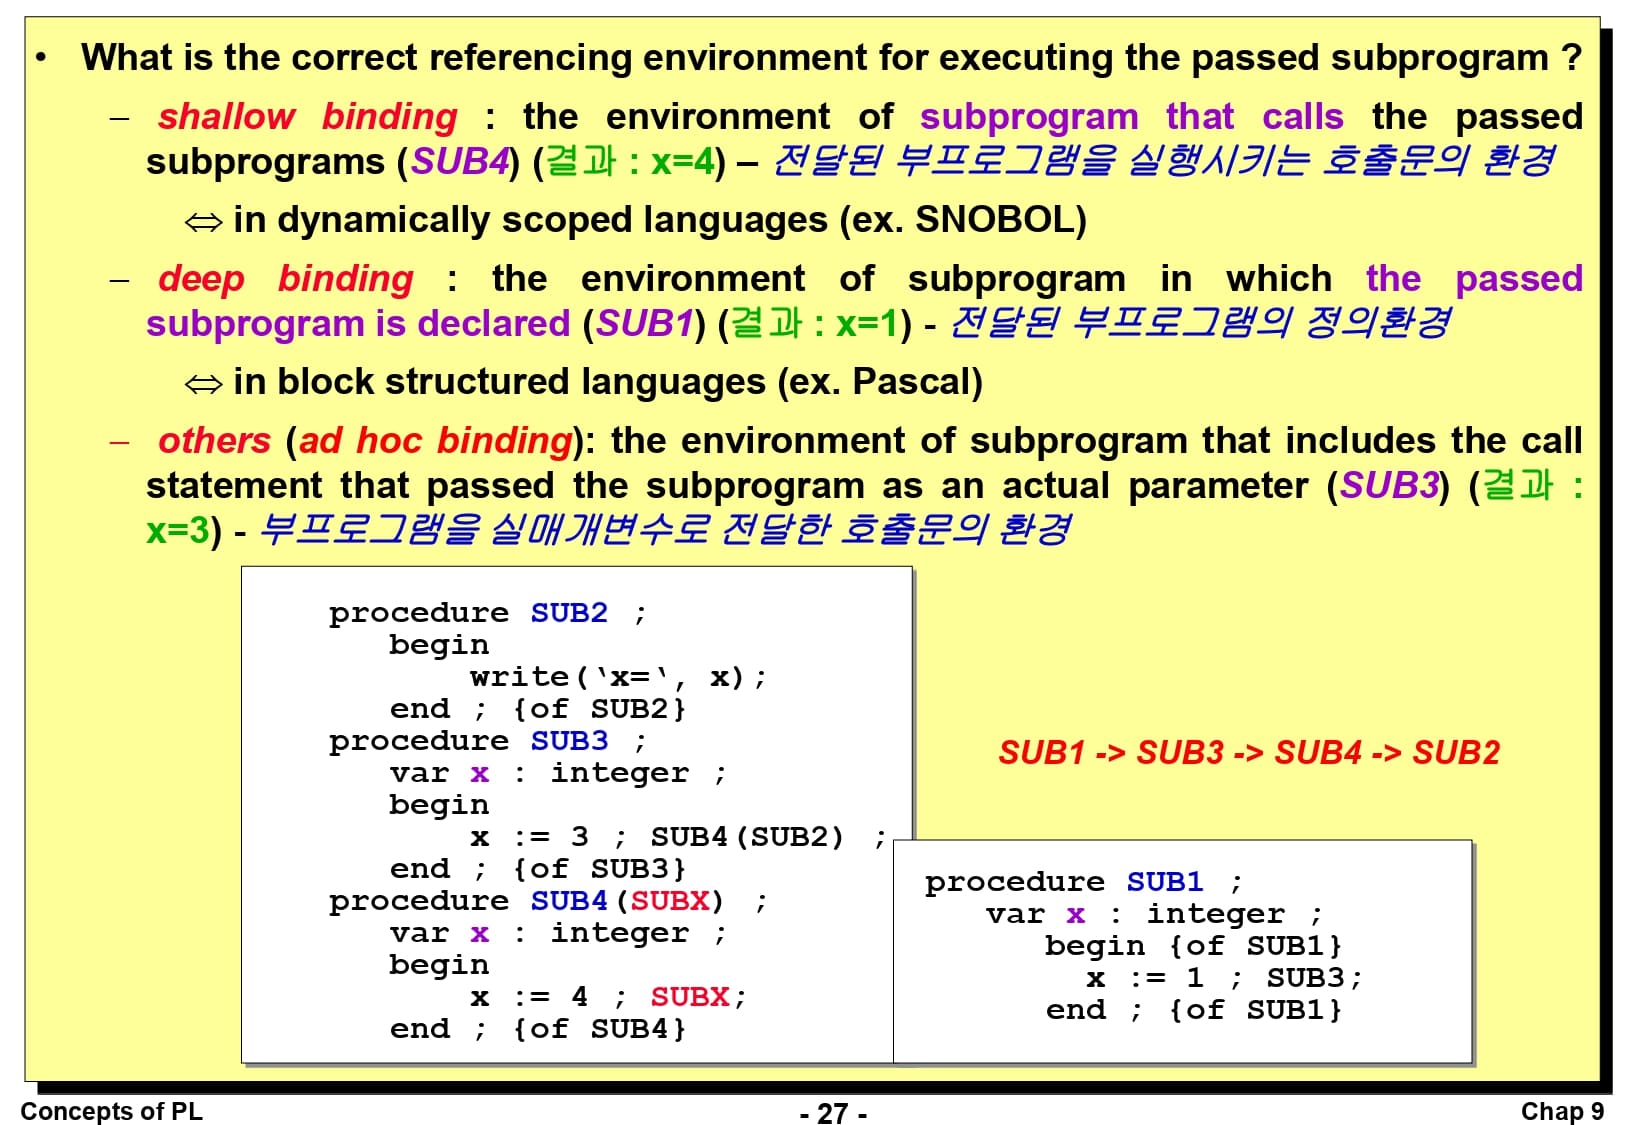 • What is the correct referencing environment for executing the passed subprogram ?
– shallow binding : the environment of subprogram that calls the passed
subprograms (SUB4) (결과 : x=4) – 전달된 부프로그램을 실행시키는 호출문의 환경
⇔ in dynamically scoped languages (ex. SNOBOL)
– deep binding : the environment of subprogram in which the passed
subprogram is declared (SUB1) (결과 : x=1) - 전달된 부프로그램의 정의환경
⇔ in block structured languages (ex. Pascal)
– others (ad hoc binding): the environment of subprogram that includes the call
statement that passed the subprogram as an actual parameter (SUB3) (결과 :
x=3) - 부프로그램을 실매개변수로 전달한 호출문의 환경
procedure SUB2 ;
begin
write(‘x=‘, x);
end ; {of SUB2}
procedure SUB3 ;
var x : integer ;
begin
x := 3 ; SUB4(SUB2) ;
end ; {of SUB3}
procedure SUB4(SUBX) ;
var x : integer ;
begin
x := 4 ; SUBX;
end ; {of SUB4}
SUB1 -> SUB3 -> SUB4 -> SUB2
procedure SUB1 ;
var x : integer ;
begin {of SUB1}
x := 1 ; SUB3;
end ; {of SUB1}
Concepts of PL
- 27 -
Chap 9